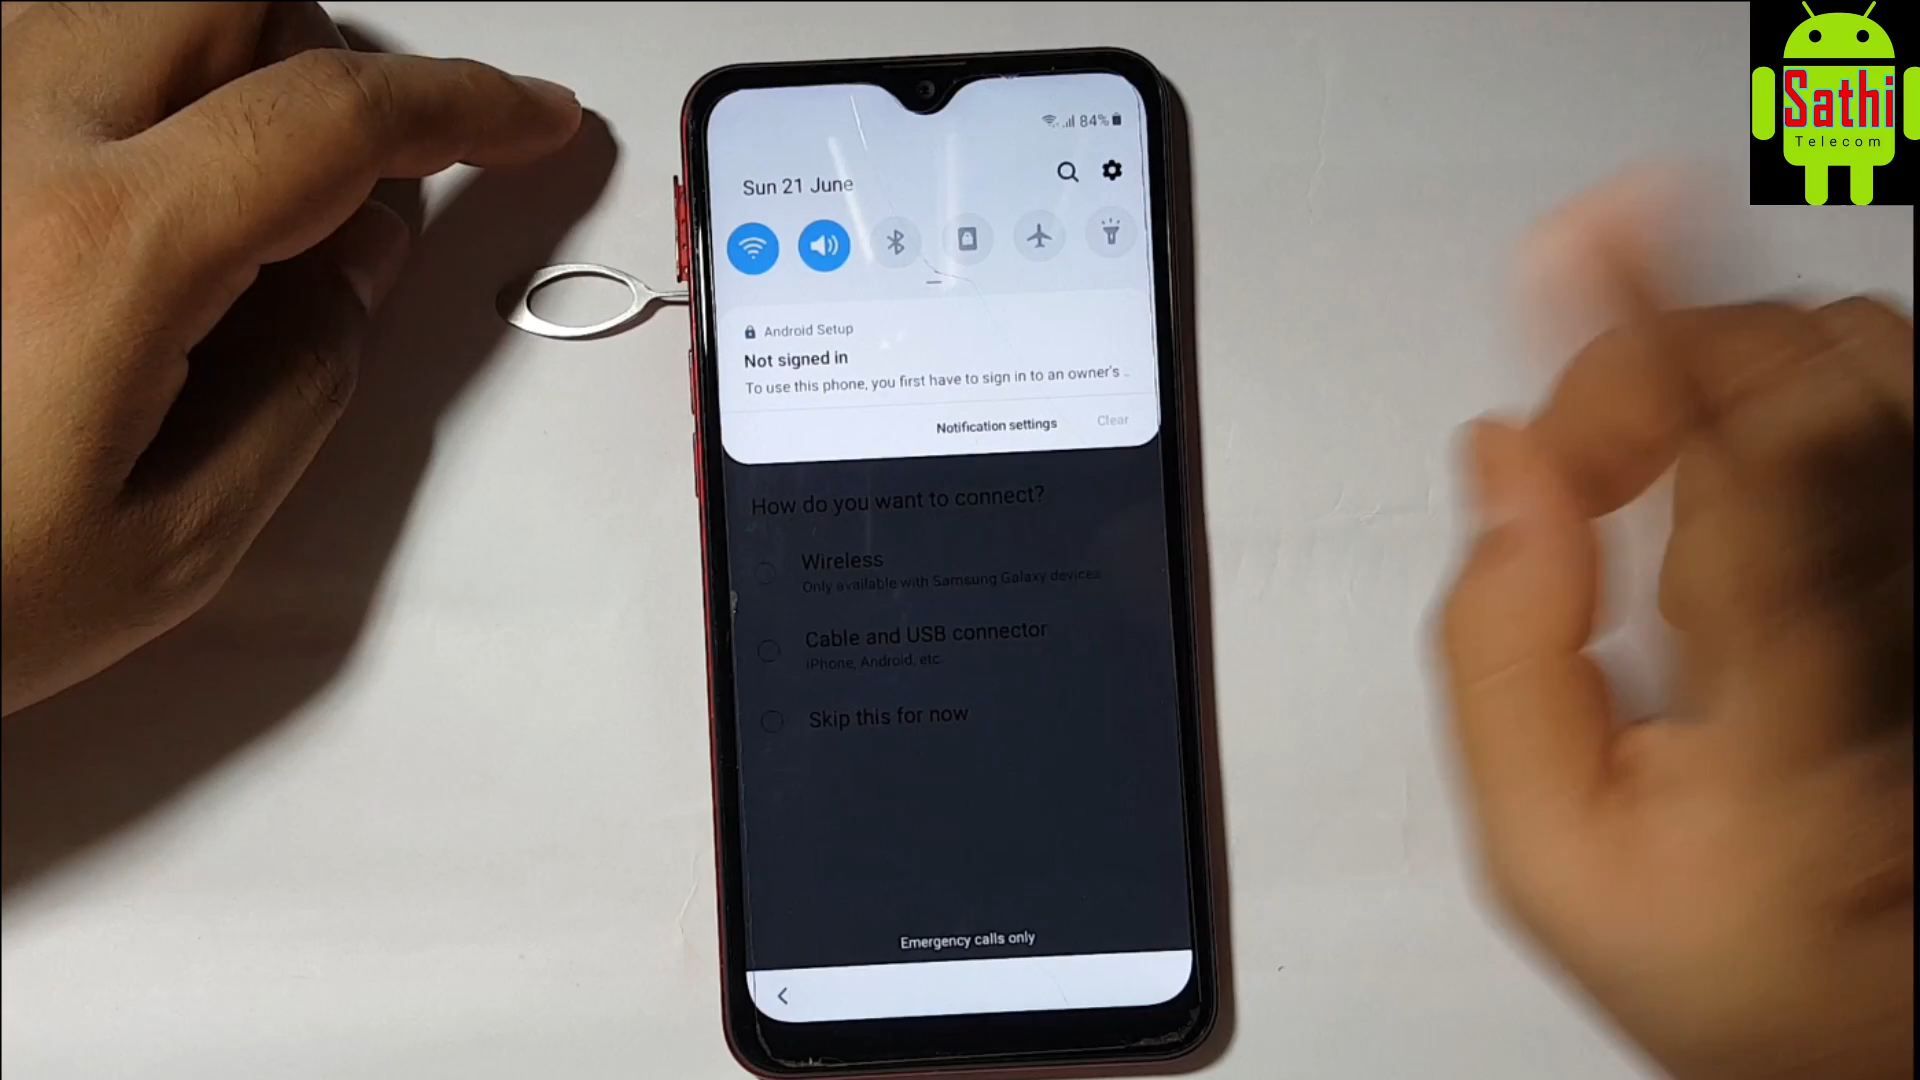 Sathi
Telecom
84%
Sun 21 June
Android Setup
Not signed in
To use this phone, you first have to sign in to an owner's ..
Notification settings
Clear
How do you want to connect?
Wireless
Only available with Samsung Galaxy devices
Cable and USB connector
iPhone, Android, etc.
Skip this for now
Emergency calls only